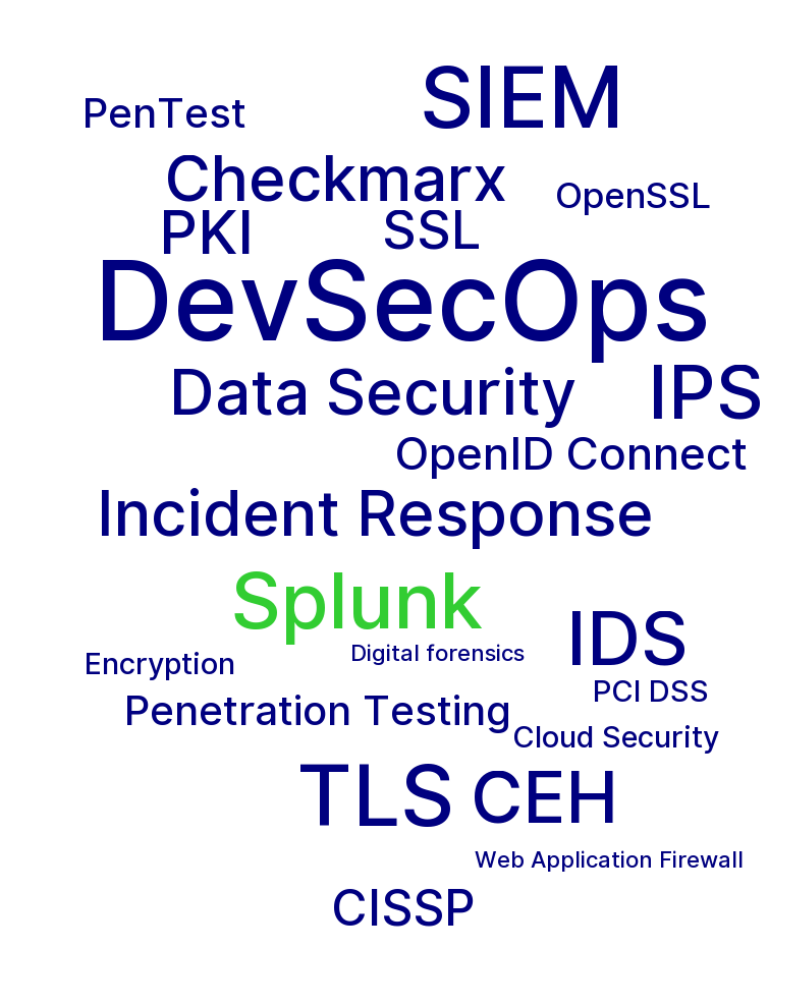 SIEM
PenTest
Checkmarx
OpenSSL
PKI
SSL
DevSecOps
Data Security
IPS
OpenID Connect
Incident Response
Splunk
IDS
Digital forensics
Encryption
PCI DSS
Penetration Testing
Cloud Security
TLS
CEH
Web Application Firewall
CISSP